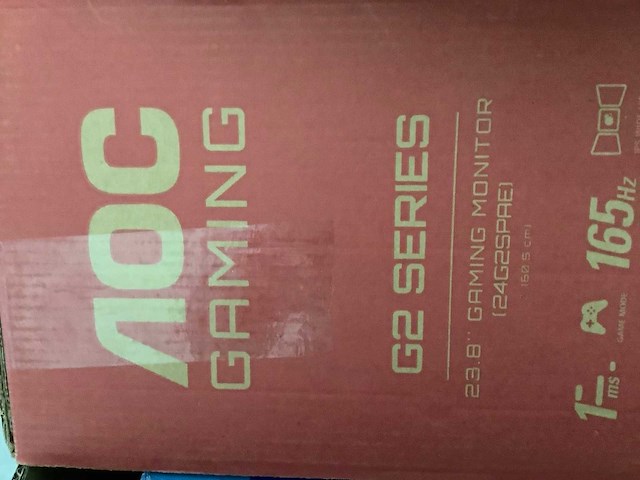 AOC
GAMING
G2 SERIES
23.8" GAMING MONITOR
(24G2SPAE)
(60.5 cm)
1ms
GAME MODE
165Hz